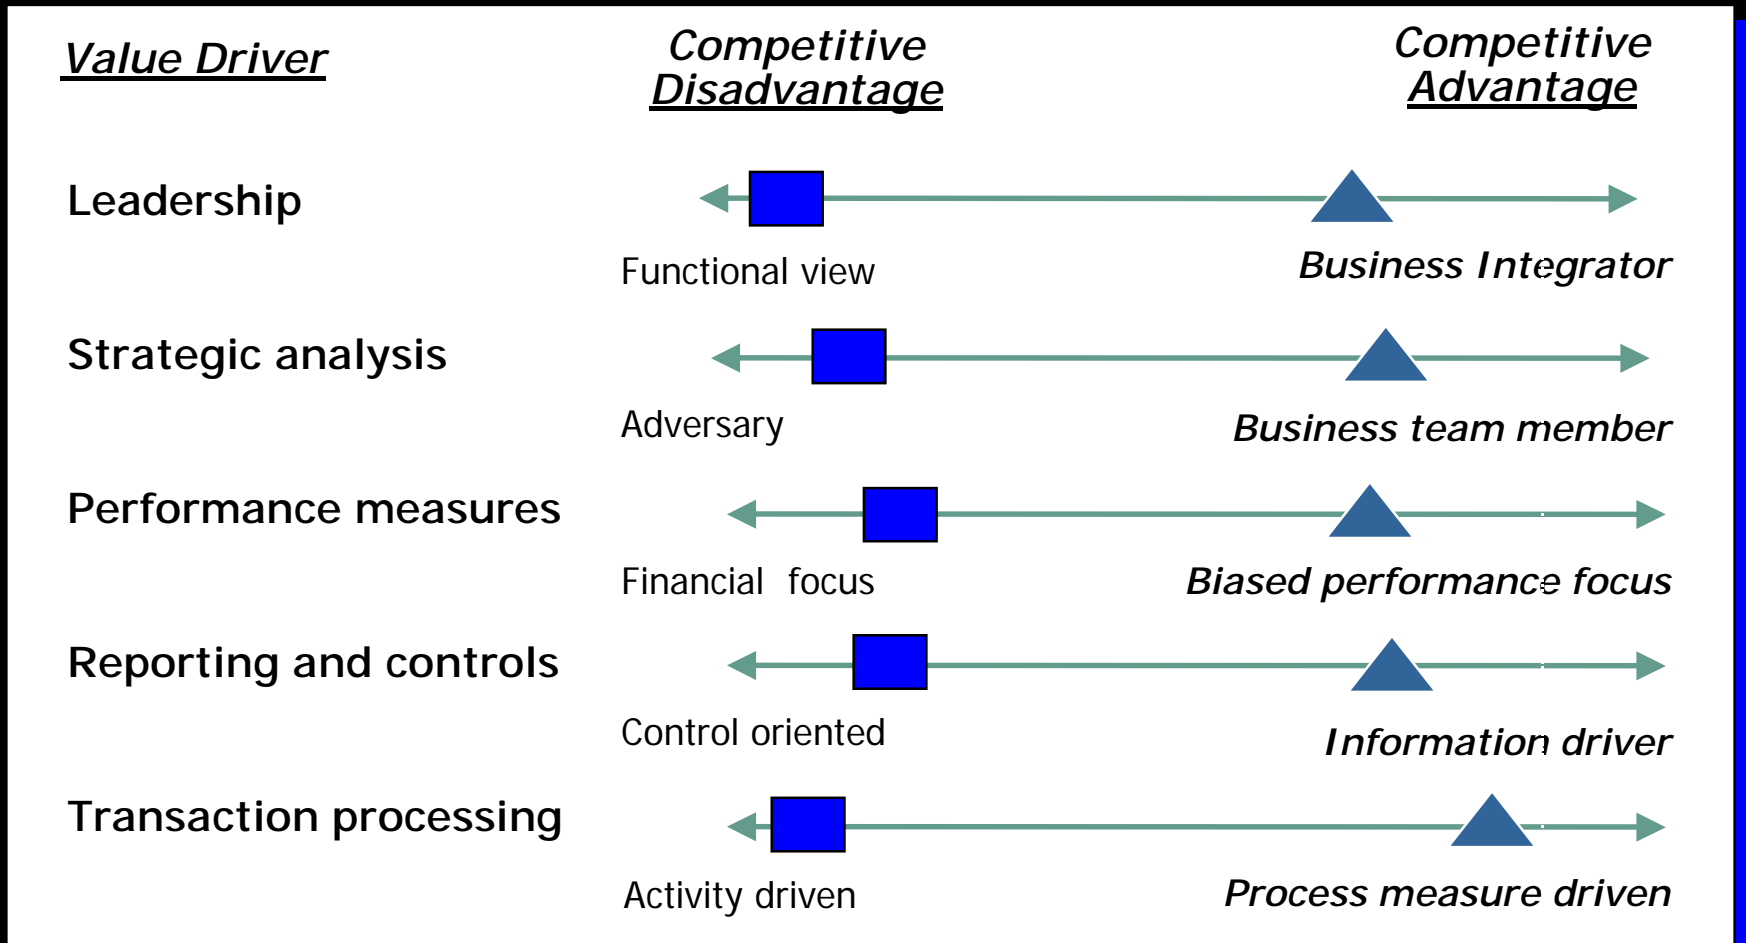 Value Driver
Competitive
Disadvantage
Competitive
Advantage
Leadership
Functional view
Business Integrator
Strategic analysis
Adversary
Business team member
Performance measures
Financial focus
Biased performance focus
Reporting and controls
Control oriented
Information driver
Transaction processing
Activity driven
Process measure driven